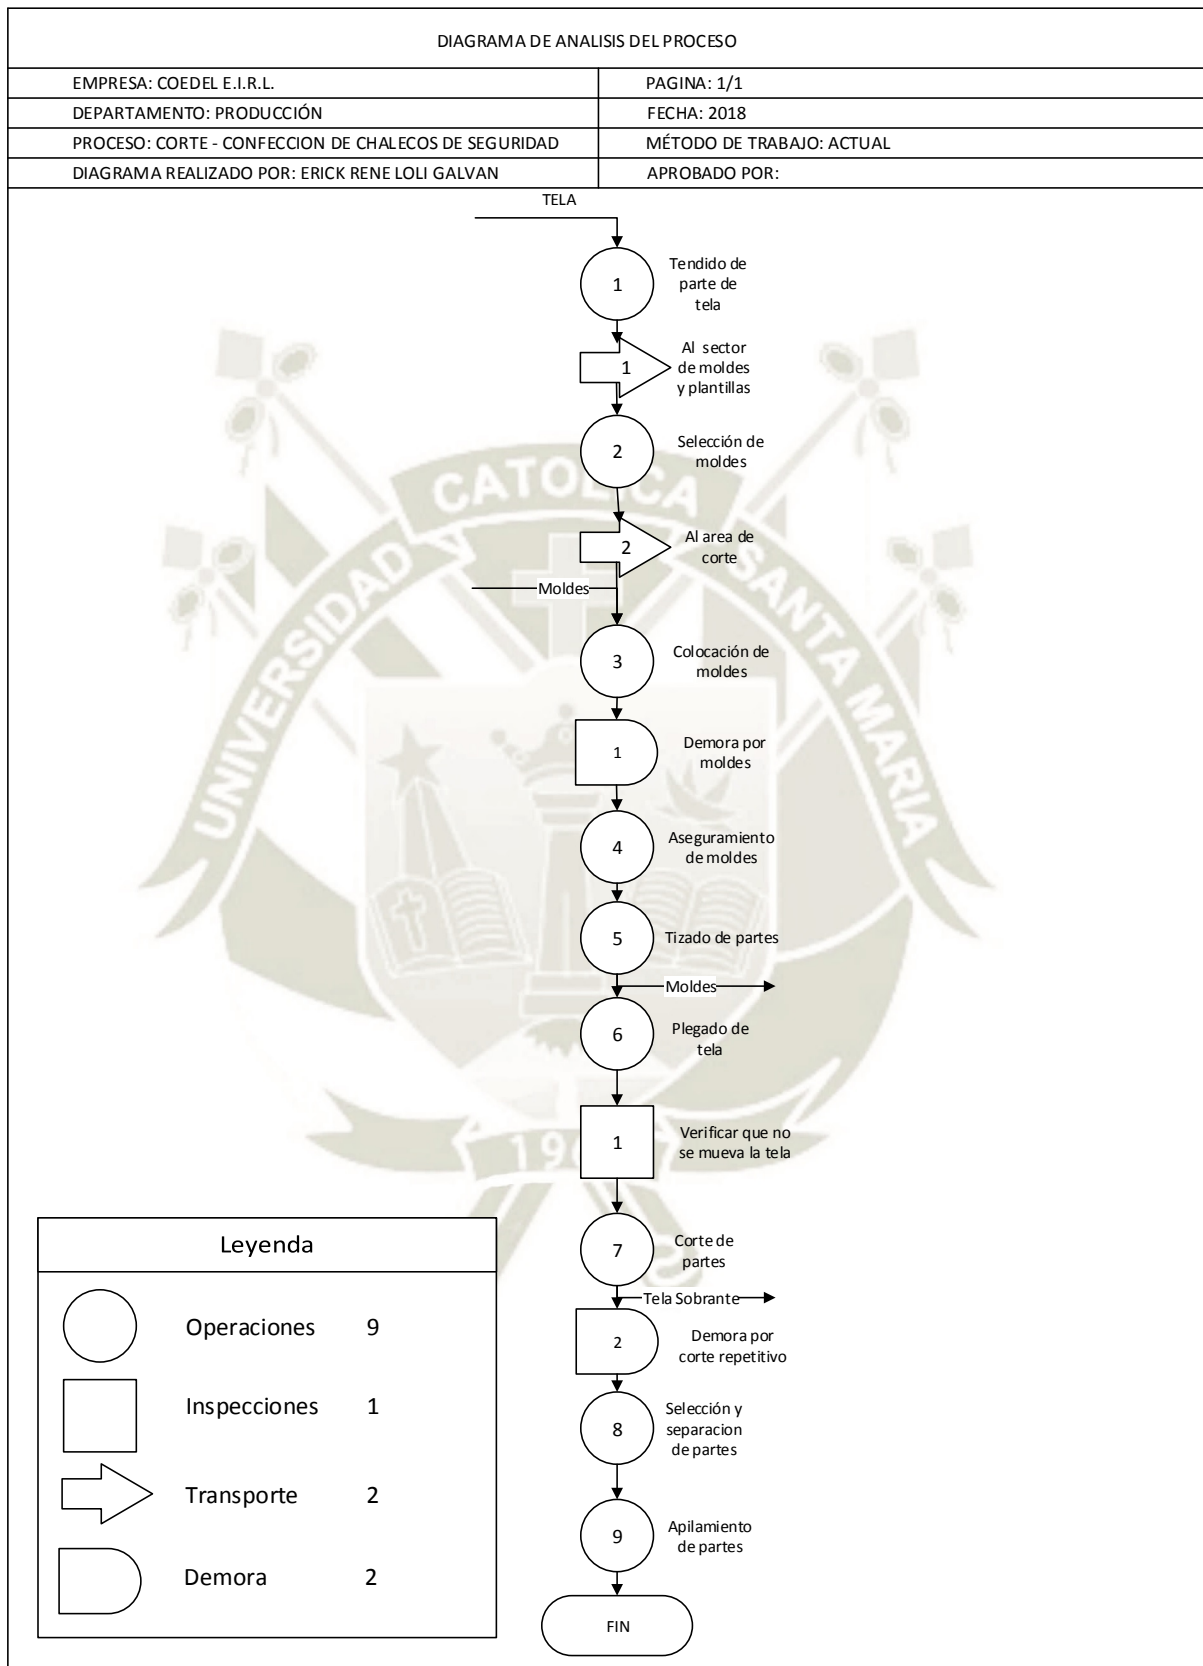 DIAGRAMA DE ANALISIS DEL PROCESO
EMPRESA: COEDEL E.I.R.L.
PAGINA: 1/1
DEPARTAMENTO: PRODUCCIÓN
FECHA: 2018
PROCESO: CORTE - CONFECCION DE CHALECOS DE SEGURIDAD
MÉTODO DE TRABAJO: ACTUAL
DIAGRAMA REALIZADO POR: ERICK RENE LOLI GALVAN
APROBADO POR:
TELA
1
Tendido de
parte de
tela
1
Al sector
de moldes
y plantillas
2
Selección de
moldes
2
Al area de
corte
Moldes
3
Colocación de
moldes
1
Demora por
moldes
4
Aseguramiento
de moldes
5
Tizado de partes
Moldes
6
Plegado de
tela
1
Verificar que no
se mueva la tela
7
Corte de
partes
Tela Sobrante
2
Demora por
corte repetitivo
8
Selección y
separacion
de partes
9
Apilamiento
de partes
FIN
Leyenda
Operaciones 9
Inspecciones 1
Transporte 2
Demora 2
UNIVERSIDAD
CATOLICA
SANTA MARIA